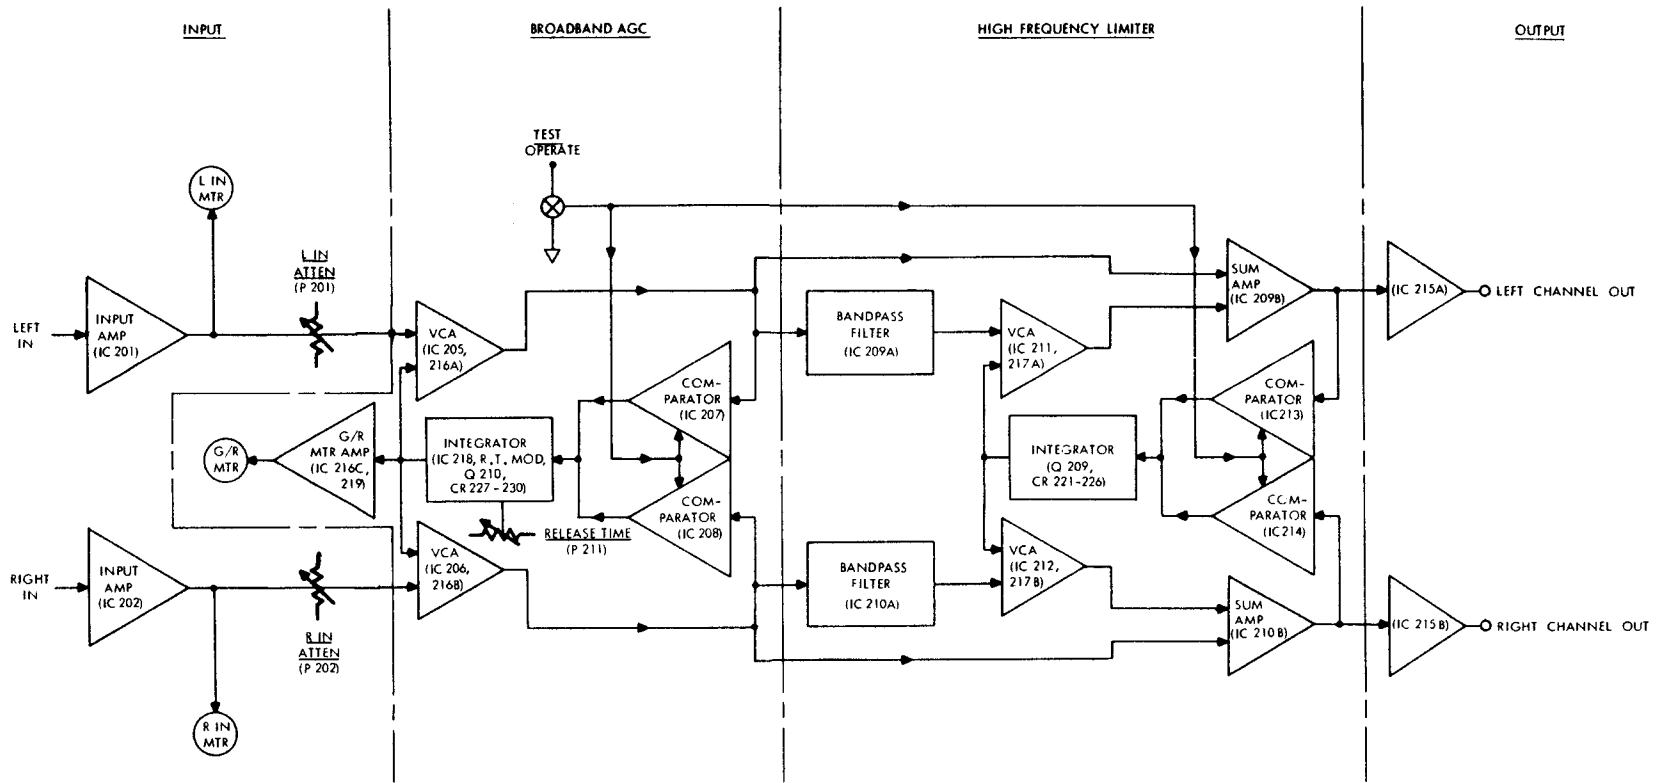 INPUT
BROADBAND AGC
HIGH FREQUENCY LIMITER
OUTPUT
TEST
OPERATE
L IN
MTR
L IN
ATTEN
(P 201)
LEFT
IN
INPUT
AMP
(IC 201)
VCA
(IC 205,
216A)
BANDPASS
FILTER
(IC 209A)
VCA
(IC 211,
217A)
SUM
AMP
(IC 209B)
(IC 215A)
LEFT CHANNEL OUT
COM-
PARATOR
(IC 207)
COM-
PARATOR
(IC213)
G/R
MTR
G/R
MTR AMP
(IC 216C,
219)
INTEGRATOR
(IC 218, R.T. MOD,
Q 210,
CR 227-230)
INTEGRATOR
(Q 209,
CR 221-226)
COM-
PARATOR
(IC 208)
COM-
PARATOR
(IC214)
RELEASE TIME
(P 211)
RIGHT
IN
INPUT
AMP
(IC 202)
R IN
ATTEN
(P 202)
VCA
(IC 206,
216B)
BANDPASS
FILTER
(IC 210A)
VCA
(IC 212,
217B)
SUM
AMP
(IC 210B)
(IC 215B)
RIGHT CHANNEL OUT
R IN
MTR